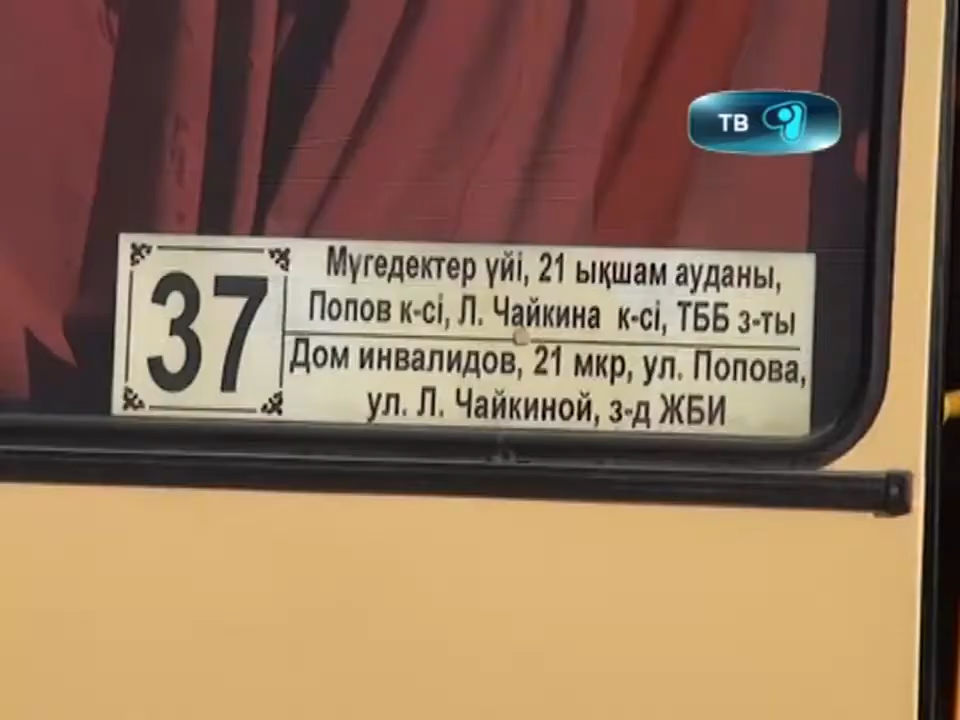 ТВ
37
Мүгедектер үйі, 21 ықшам ауданы,
Попов к-сі, Л. Чайкина к-сі, ТББ з-ты
Дом инвалидов, 21 мкр, ул. Попова,
ул. Л. Чайкиной, з-д ЖБИ